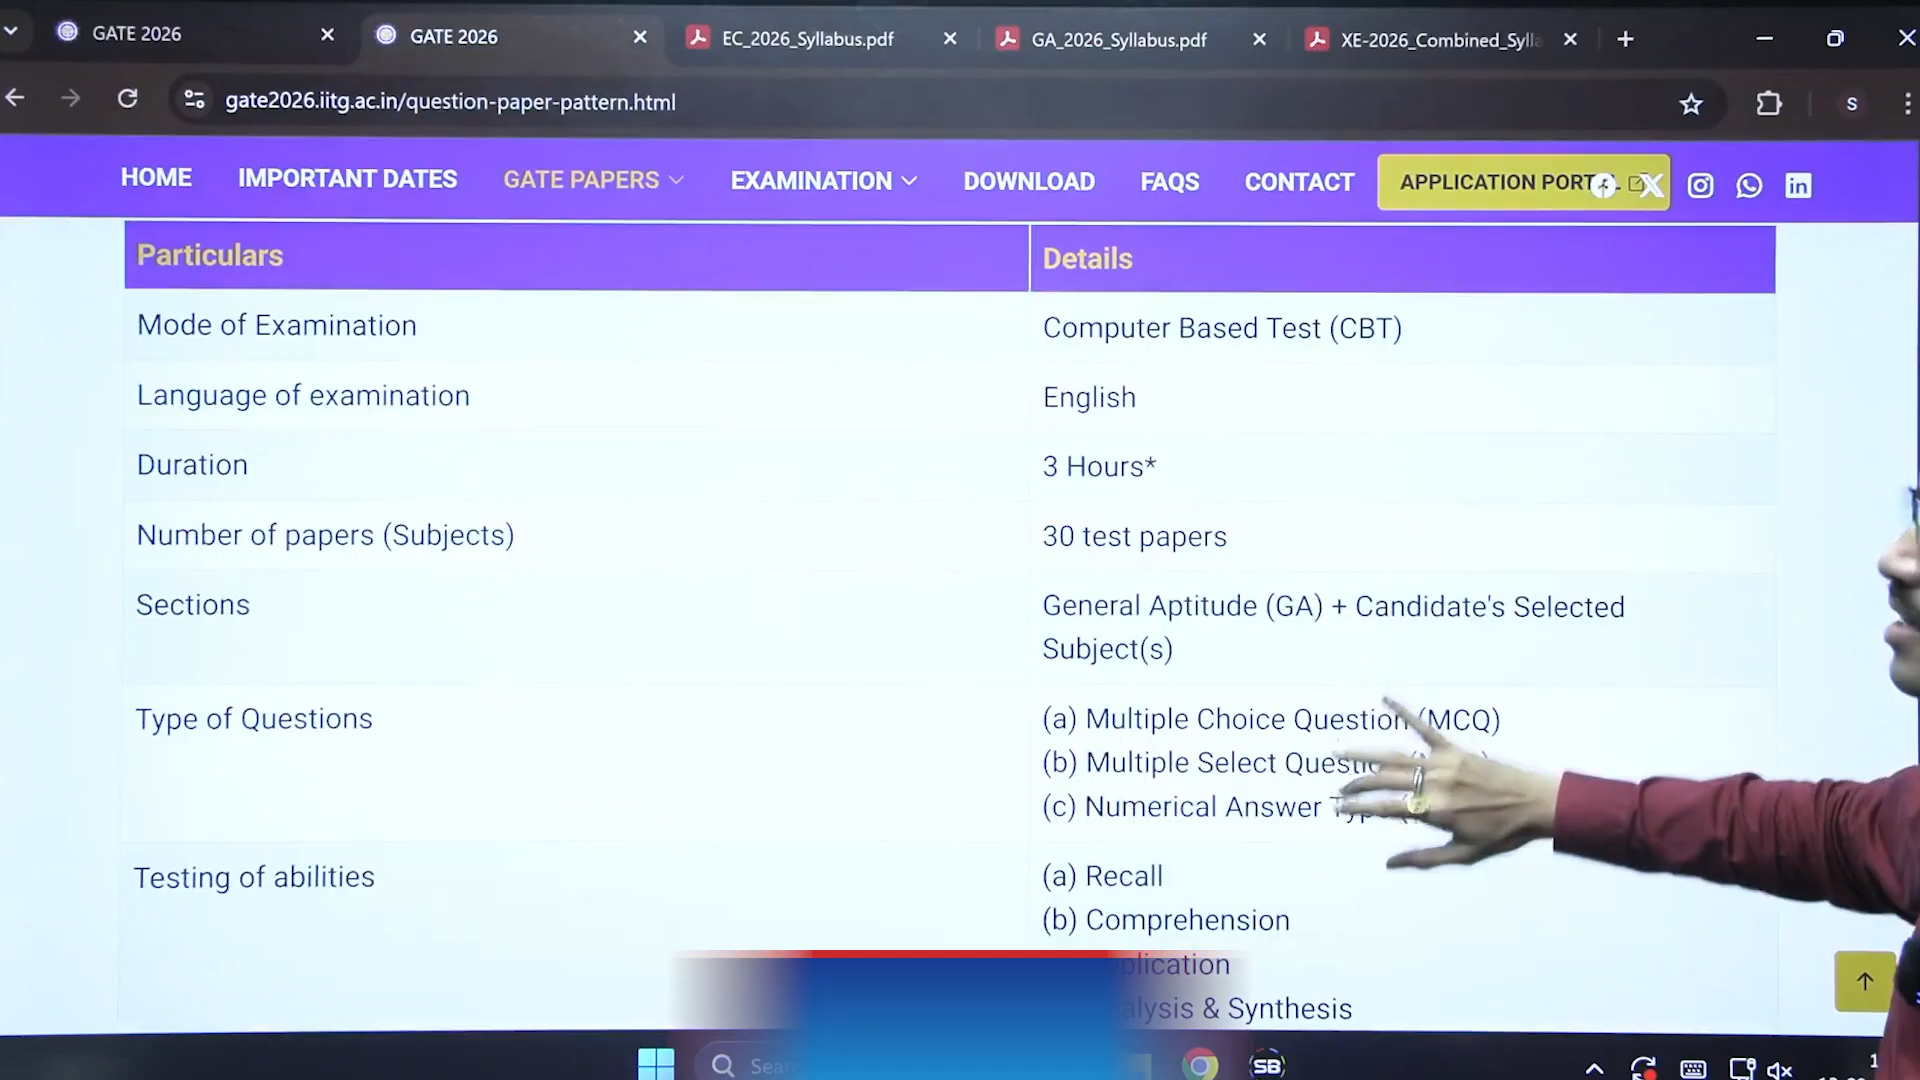 GATE 2026
GATE 2026
EC_2026_Syllabus.pdf
GA_2026_Syllabus.pdf
XE-2026_Combined_Sylla
gate2026.iitg.ac.in/question-paper-pattern.html
S
HOME IMPORTANT DATES GATE PAPERS EXAMINATION DOWNLOAD FAQS CONTACT APPLICATION PORT
Particulars Details
Mode of Examination Computer Based Test (CBT)
Language of examination English
Duration 3 Hours*
Number of papers (Subjects) 30 test papers
Sections General Aptitude (GA) + Candidate's Selected
Subject(s)
Type of Questions (a) Multiple Choice Question (MCQ)
(b) Multiple Select
(c) Numerical Answer
Testing of abilities (a) Recall
(b) Comprehension
plication
alysis & Synthesis
Sear
SB